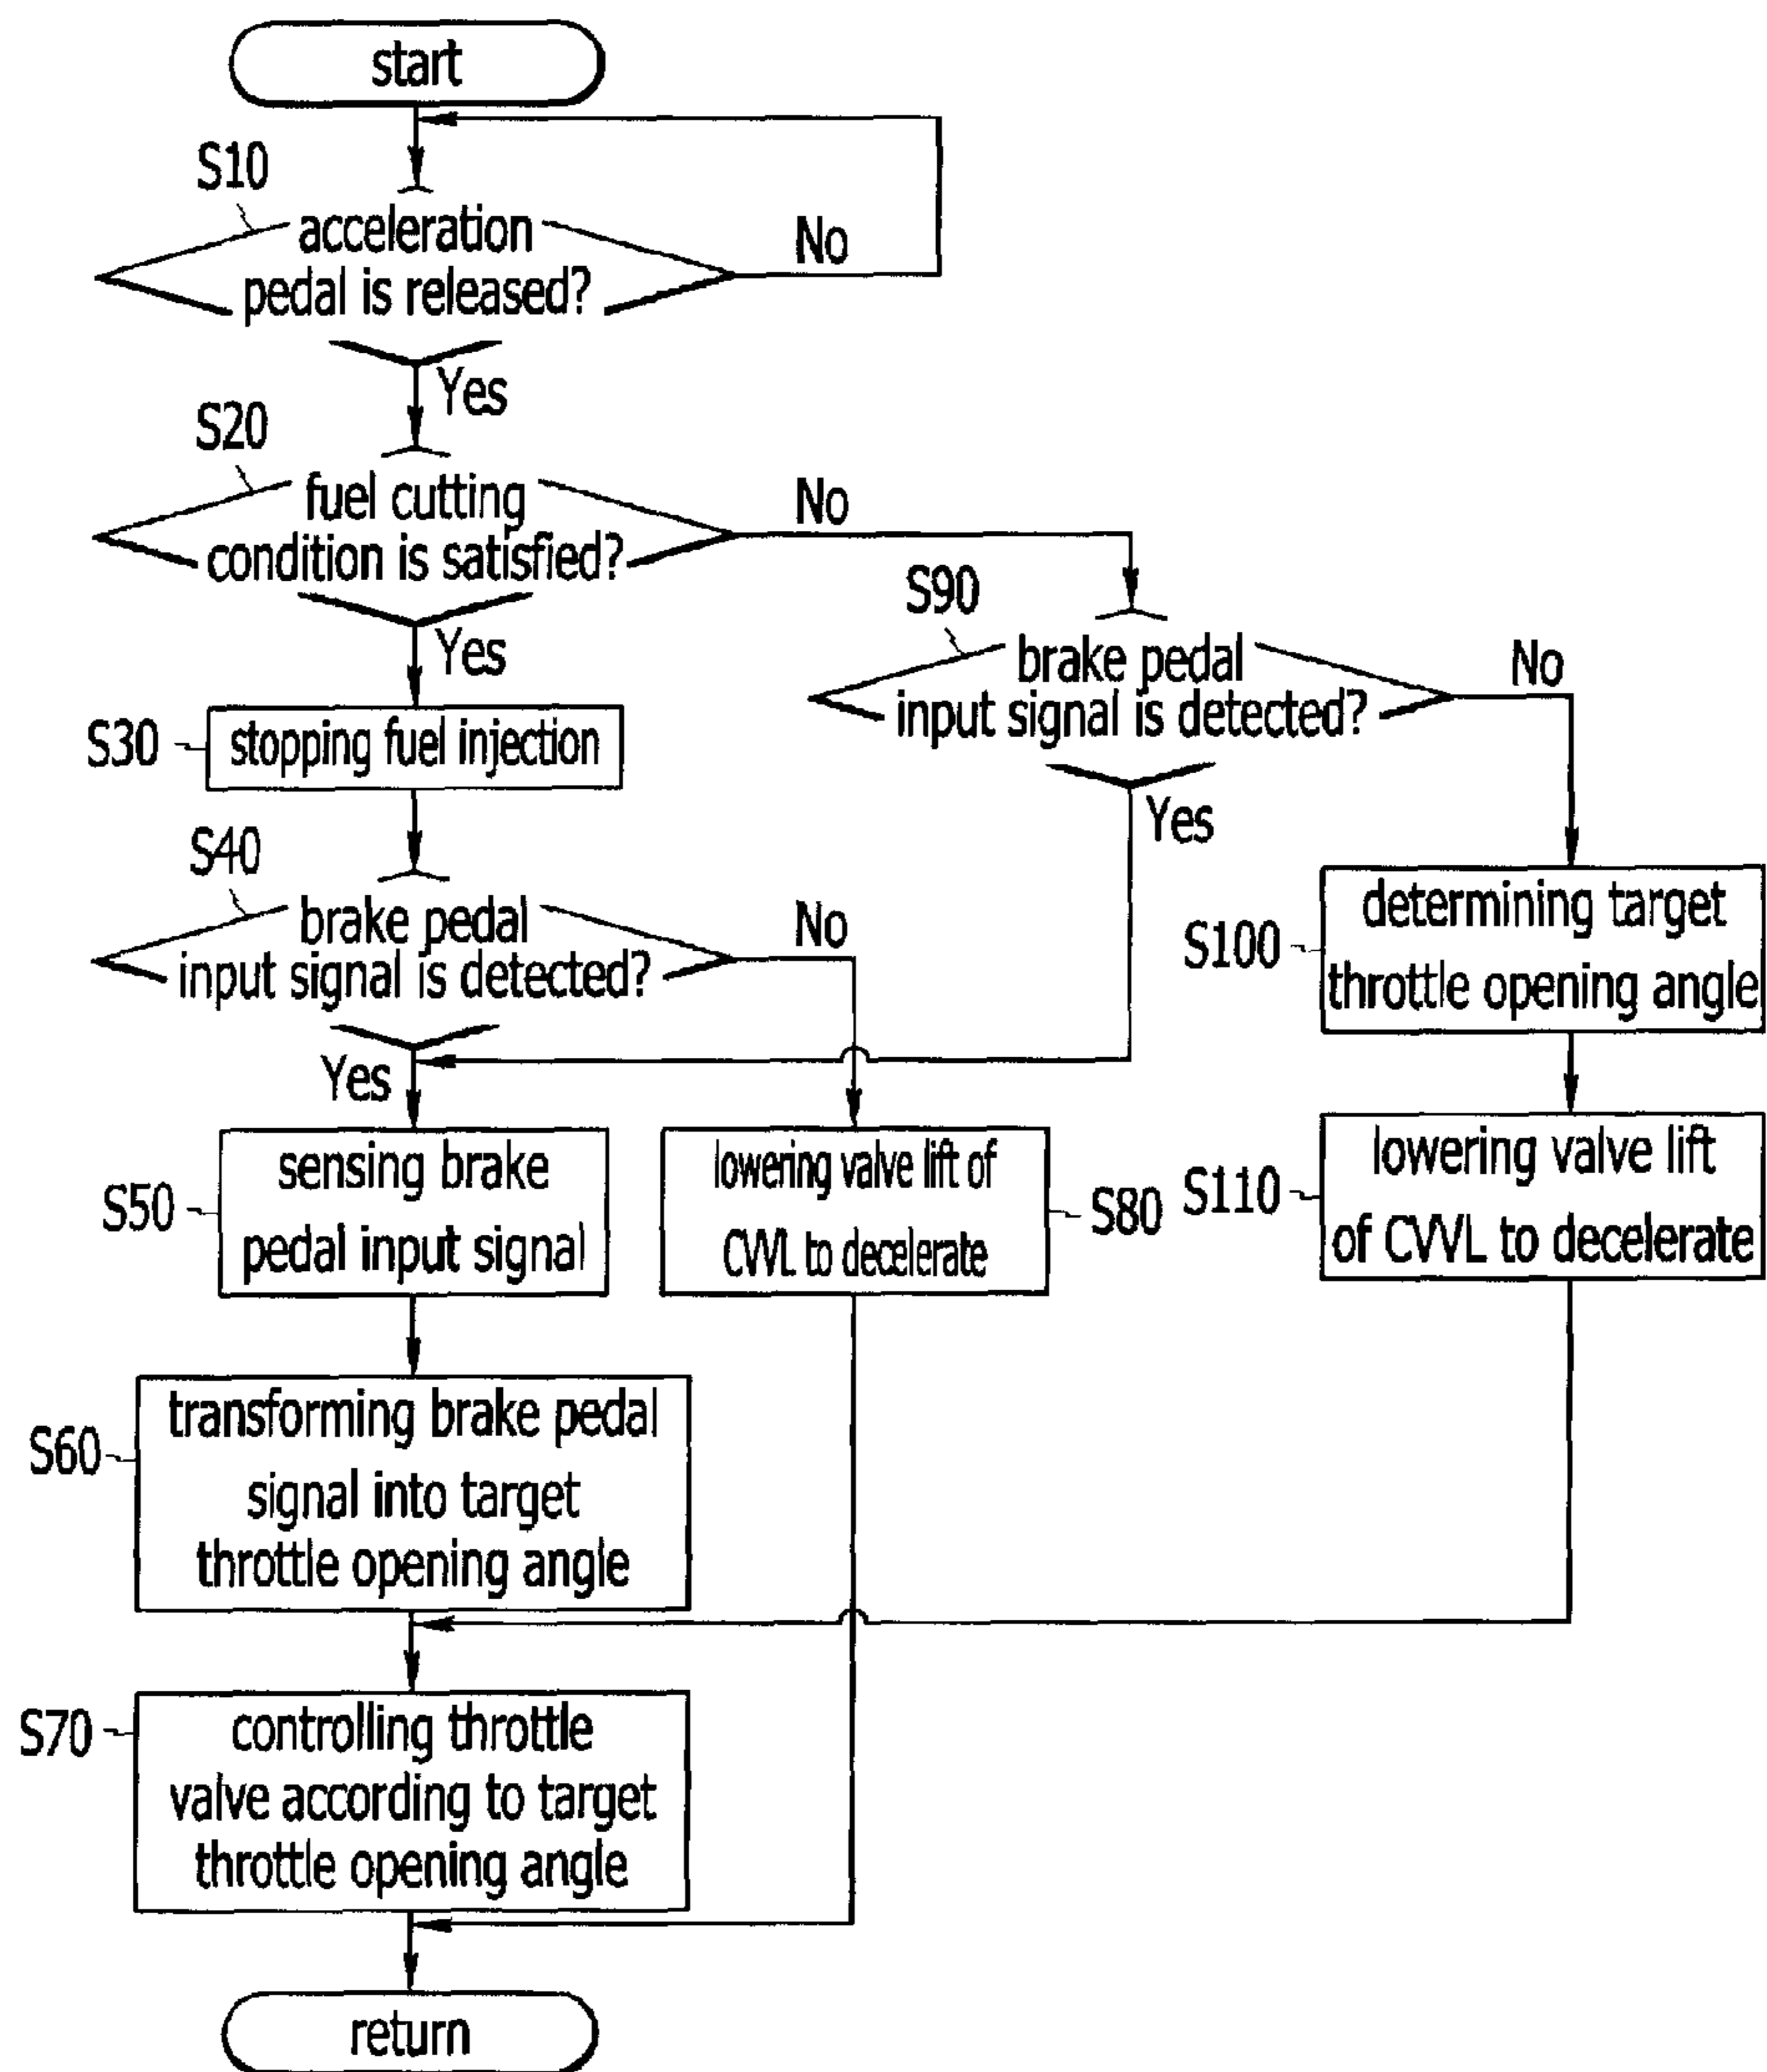 start
S10
acceleration
pedal is released?
No
Yes
S20
fuel cutting
condition is satisfied?
No
Yes
S90
brake pedal
input signal is detected?
No
Yes
S30
stopping fuel injection
S40
brake pedal
input signal is detected?
No
Yes
S100
determining target
throttle opening angle
S50
sensing brake
pedal input signal
lowering valve lift of
CVVL to decelerate
S80
S110
lowering valve lift
of CVVL to decelerate
S60
transforming brake pedal
signal into target
throttle opening angle
S70
controlling throttle
valve according to target
throttle opening angle
return